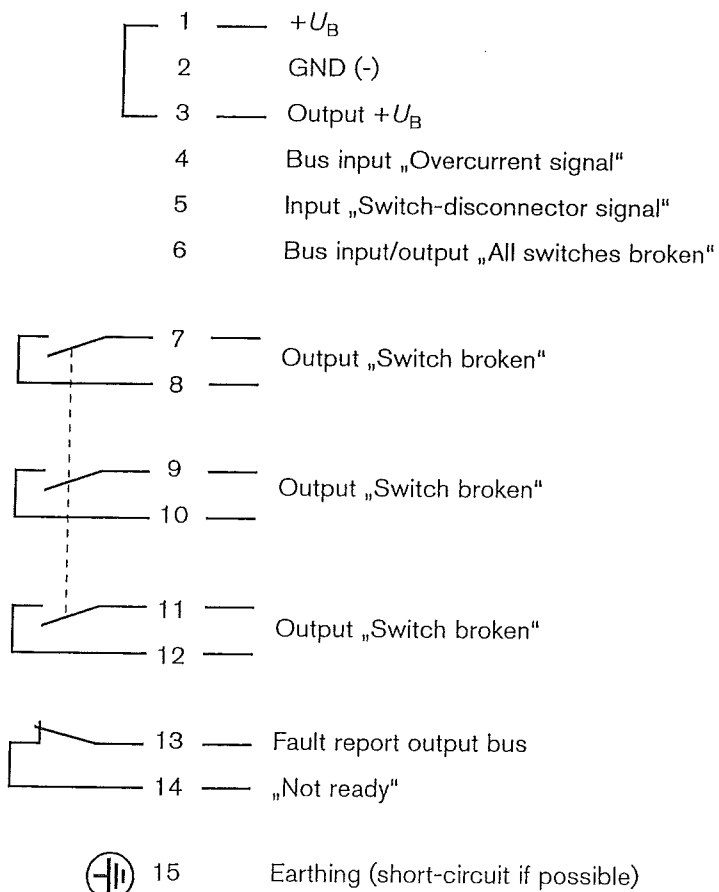 1 +U_B
2 GND (-)
3 Output +U_B
4 Bus input „Overcurrent signal“
5 Input „Switch-disconnector signal“
6 Bus input/output „All switches broken“
7
Output „Switch broken“
8
9
Output „Switch broken“
10
11
Output „Switch broken“
12
13 Fault report output bus
14 „Not ready“
15 Earthing (short-circuit if possible)